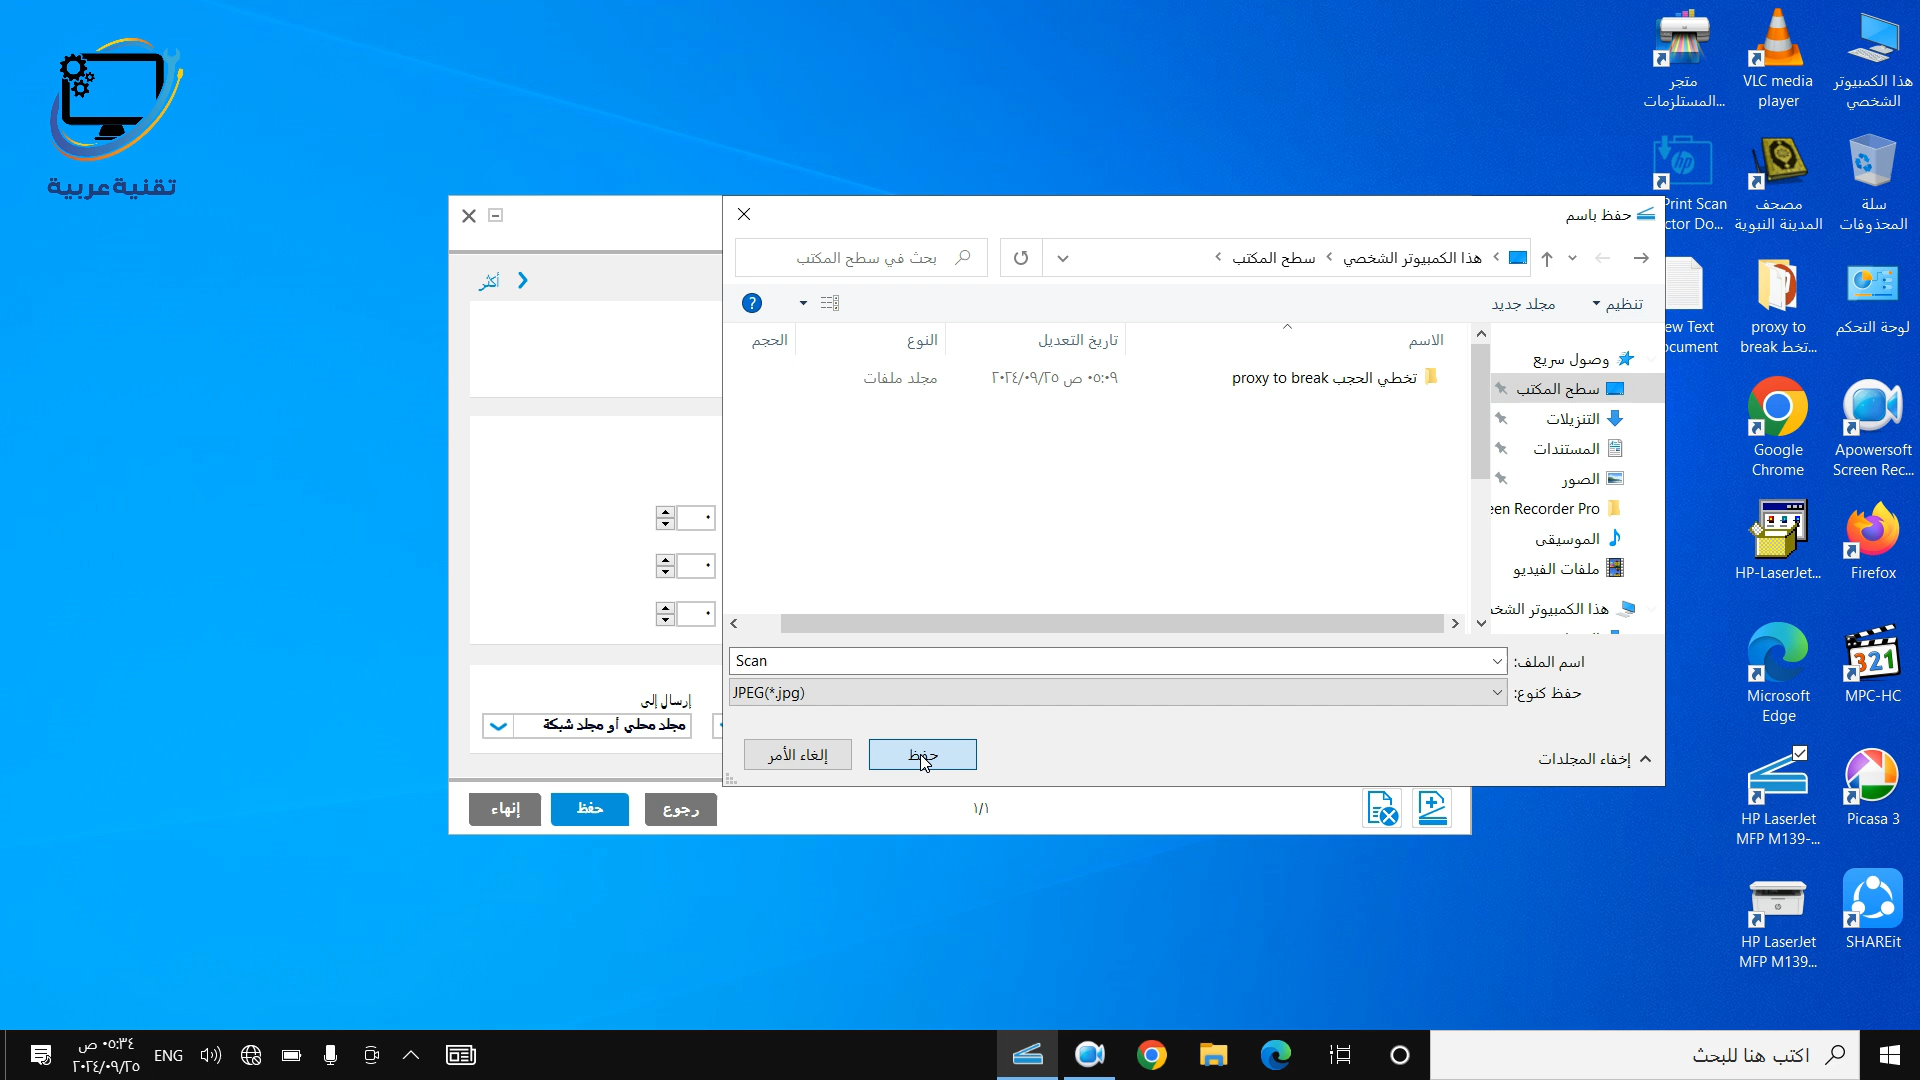 تقنية عربية
متجر
المستلزمات...
VLC media
player
هذا الكمبيوتر
الشخصي
Print Scan
ctor Do...
مصحف
المدينة النبوية
سلة
المحذوفات
ew Text
ocument
proxy to
break تخط...
لوحة التحكم
Google
Chrome
Apowersoft
Screen Rec...
HP-LaserJet...
Firefox
Microsoft
Edge
MPC-HC
HP LaserJet
MFP M139-...
Picasa 3
HP LaserJet
MFP M139...
SHAREit
حفظ باسم
هذا الكمبيوتر الشخصي
سطح المكتب
بحث في سطح المكتب
تنظيم
مجلد جديد
الاسم
تاريخ التعديل
النوع
الحجم
تخطي الحجب proxy to break
٠٥:٠٩ ص ٢٠٢٤/٠٩/٢٥
مجلد ملفات
وصول سريع
سطح المكتب
التنزيلات
المستندات
الصور
een Recorder Pro
الموسيقى
ملفات الفيديو
هذا الكمبيوتر الشخص
اسم الملف:
Scan
حفظ كنوع:
JPEG(*.jpg)
إخفاء المجلدات
حفظ
إلغاء الأمر
أكثر
٠
٠
٠
إرسال إلى
مجلد محلي أو مجلد شبكة
١/١
رجوع
حفظ
إنهاء
اكتب هنا للبحث
ENG
٠٥:٣٤ ص
٢٠٢٤/٠٩/٢٥